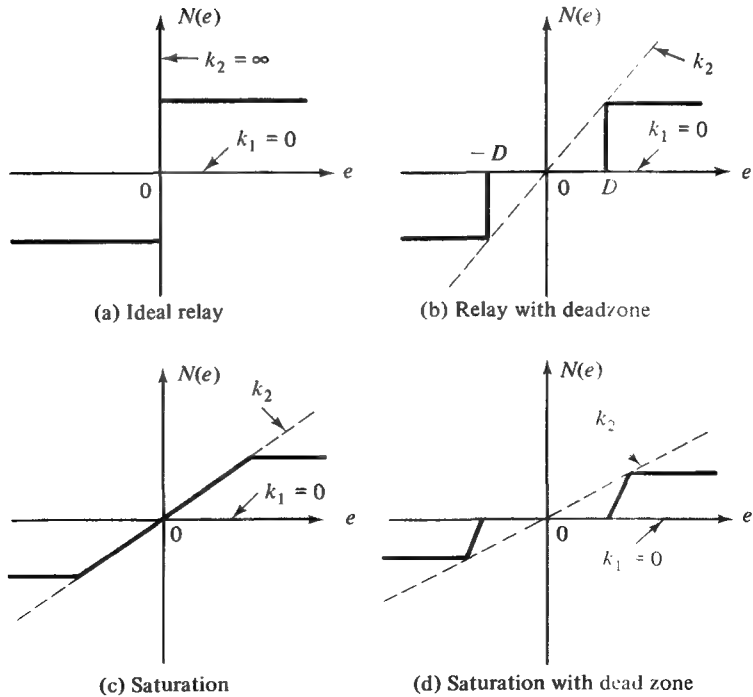 N(e)
k₂ = ∞
k₁ = 0
0
e
(a) Ideal relay
N(e)
k₂
k₁ = 0
− D
0
D
e
(b) Relay with deadzone
N(e)
k₂
k₁ = 0
0
e
(c) Saturation
N(e)
k₂
0
e
k₁ = 0
(d) Saturation with dead zone